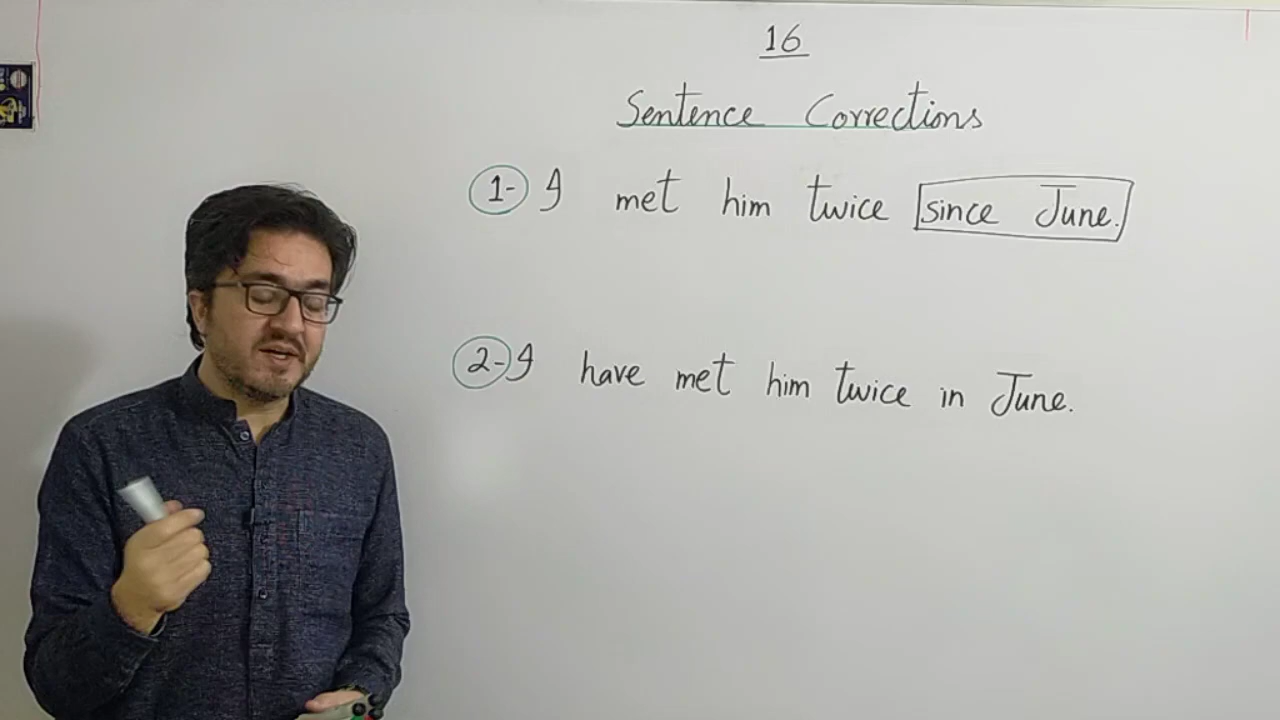 16
Sentence Corrections
1- I met him twice since June.
2- I have met him twice in June.